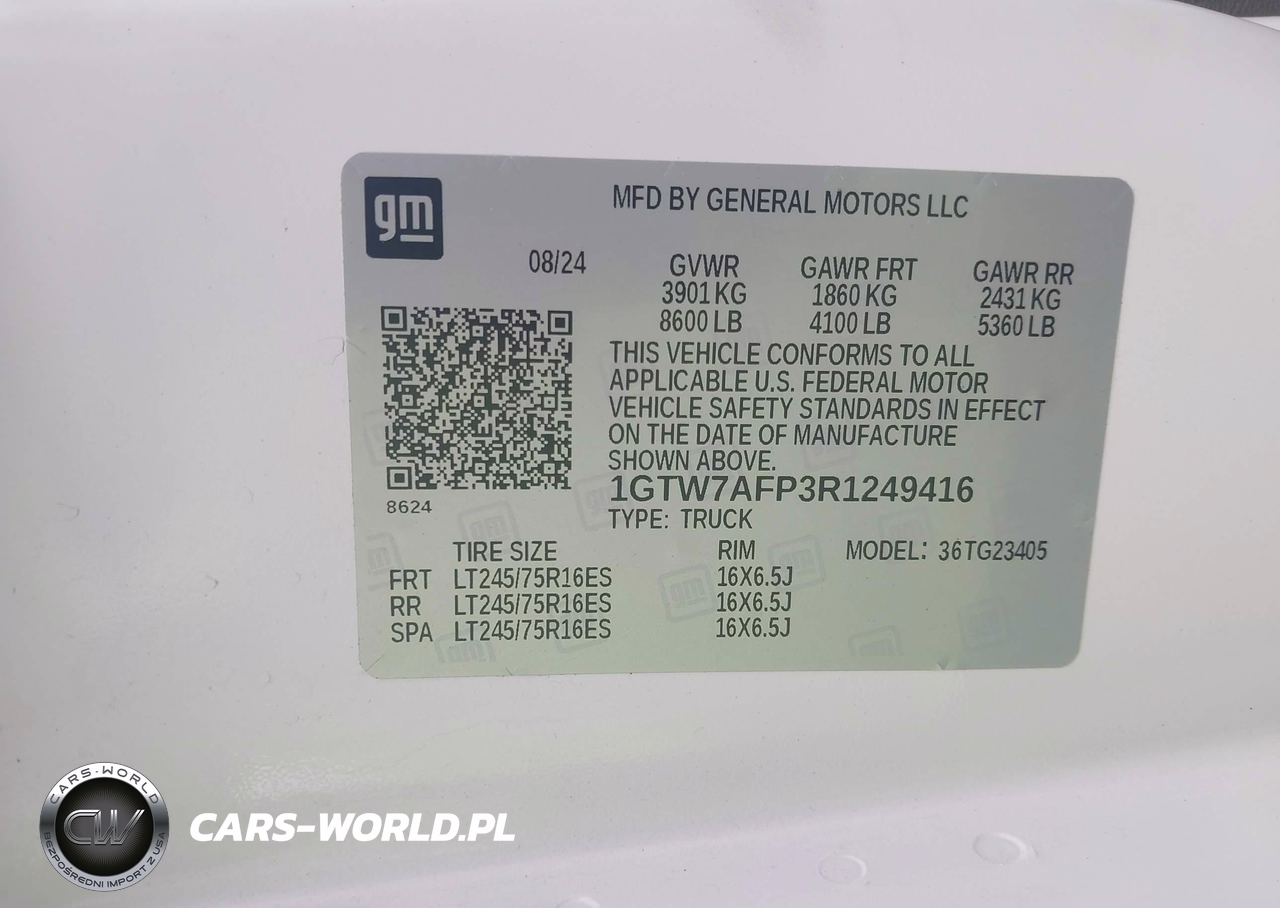 gm
MFD BY GENERAL MOTORS LLC
08/24 GVWR GAWR FRT GAWR RR
3901 KG 1860 KG 2431 KG
8600 LB 4100 LB 5360 LB
THIS VEHICLE CONFORMS TO ALL
APPLICABLE U.S. FEDERAL MOTOR
VEHICLE SAFETY STANDARDS IN EFFECT
ON THE DATE OF MANUFACTURE
SHOWN ABOVE.
1GTW7AFP3R1249416
8624
TYPE: TRUCK
TIRE SIZE RIM MODEL: 36TG23405
FRT LT245/75R16ES 16X6.5J
RR LT245/75R16ES 16X6.5J
SPA LT245/75R16ES 16X6.5J
CARS-WORLD
CW
BEZPOŚREDNI IMPORT Z USA
CARS-WORLD.PL